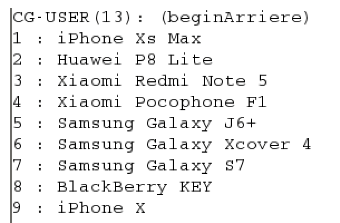 CG-USER(13): (beginArriere)
1 : iPhone Xs Max
2 : Huawei P8 Lite
3 : Xiaomi Redmi Note 5
4 : Xiaomi Pocophone F1
5 : Samsung Galaxy J6+
6 : Samsung Galaxy Xcover 4
7 : Samsung Galaxy S7
8 : BlackBerry KEY
9 : iPhone X